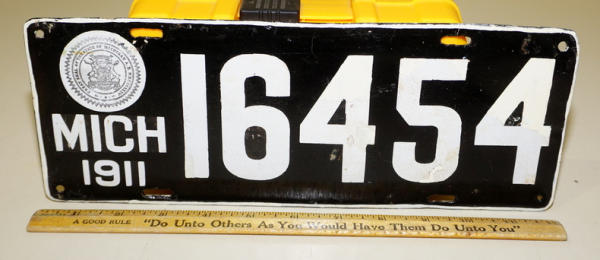 MICH
1911
16454
A GOOD RULE "Do Unto Others As You Would Have Them Do Unto You"